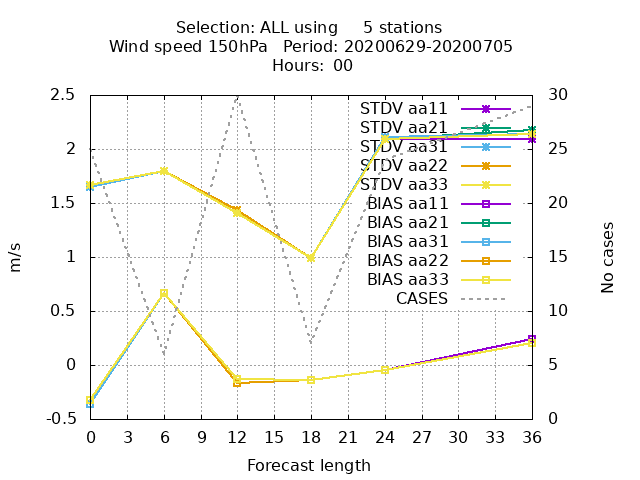 Selection: ALL using     5 stations
Wind speed 150hPa   Period: 20200629-20200705
Hours: 00
2.5
2
1.5
1
0.5
0
-0.5
m/s
30
25
20
15
10
5
0
No cases
STDV aa11
STDV aa21
STDV aa31
STDV aa22
STDV aa33
BIAS aa11
BIAS aa21
BIAS aa31
BIAS aa22
BIAS aa33
CASES
0 3 6 9 12 15 18 21 24 27 30 33 36
Forecast length